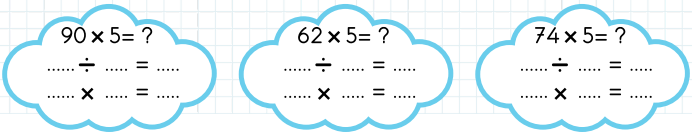 90 × 5 = ?
...... ÷ ..... = .....
...... × ..... = .....
62 × 5 = ?
...... ÷ ..... = .....
...... × ..... = .....
74 × 5 = ?
...... ÷ ..... = .....
...... × ..... = .....